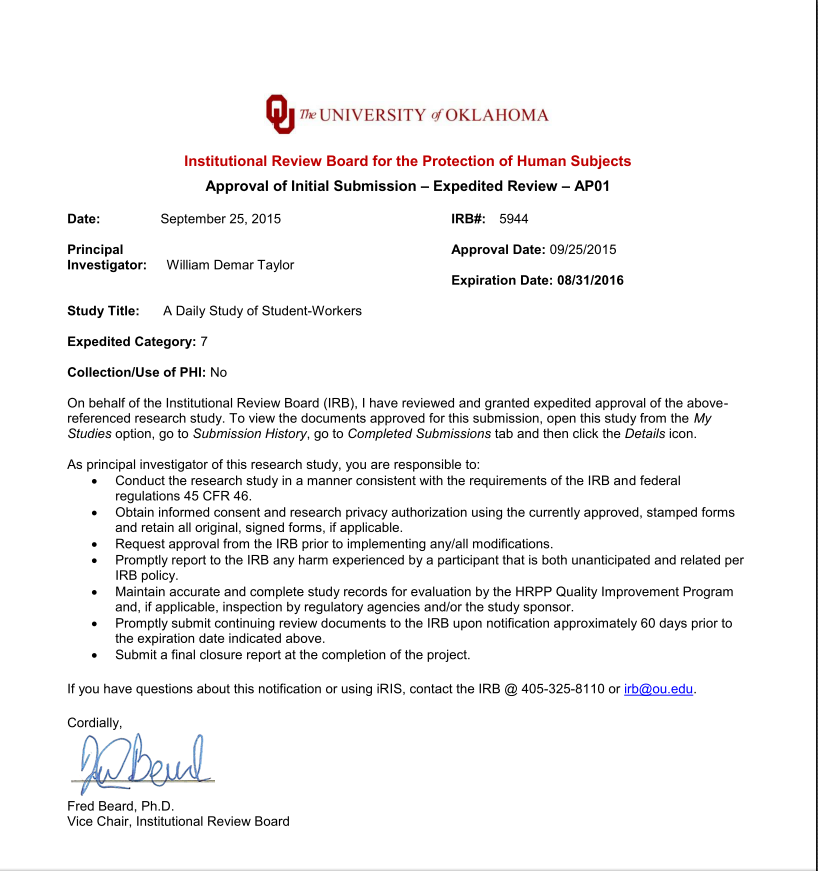 The UNIVERSITY of OKLAHOMA
Institutional Review Board for the Protection of Human Subjects
Approval of Initial Submission – Expedited Review – AP01
Date: September 25, 2015 IRB#: 5944
Principal
Investigator: William Demar Taylor
Approval Date: 09/25/2015
Expiration Date: 08/31/2016
Study Title: A Daily Study of Student-Workers
Expedited Category: 7
Collection/Use of PHI: No
On behalf of the Institutional Review Board (IRB), I have reviewed and granted expedited approval of the above-
referenced research study. To view the documents approved for this submission, open this study from the My
Studies option, go to Submission History, go to Completed Submissions tab and then click the Details icon.
As principal investigator of this research study, you are responsible to:
• Conduct the research study in a manner consistent with the requirements of the IRB and federal
regulations 45 CFR 46.
• Obtain informed consent and research privacy authorization using the currently approved, stamped forms
and retain all original, signed forms, if applicable.
• Request approval from the IRB prior to implementing any/all modifications.
• Promptly report to the IRB any harm experienced by a participant that is both unanticipated and related per
IRB policy.
• Maintain accurate and complete study records for evaluation by the HRPP Quality Improvement Program
and, if applicable, inspection by regulatory agencies and/or the study sponsor.
• Promptly submit continuing review documents to the IRB upon notification approximately 60 days prior to
the expiration date indicated above.
• Submit a final closure report at the completion of the project.
If you have questions about this notification or using iRIS, contact the IRB @ 405-325-8110 or irb@ou.edu.
Cordially,
Fred Beard, Ph.D.
Vice Chair, Institutional Review Board